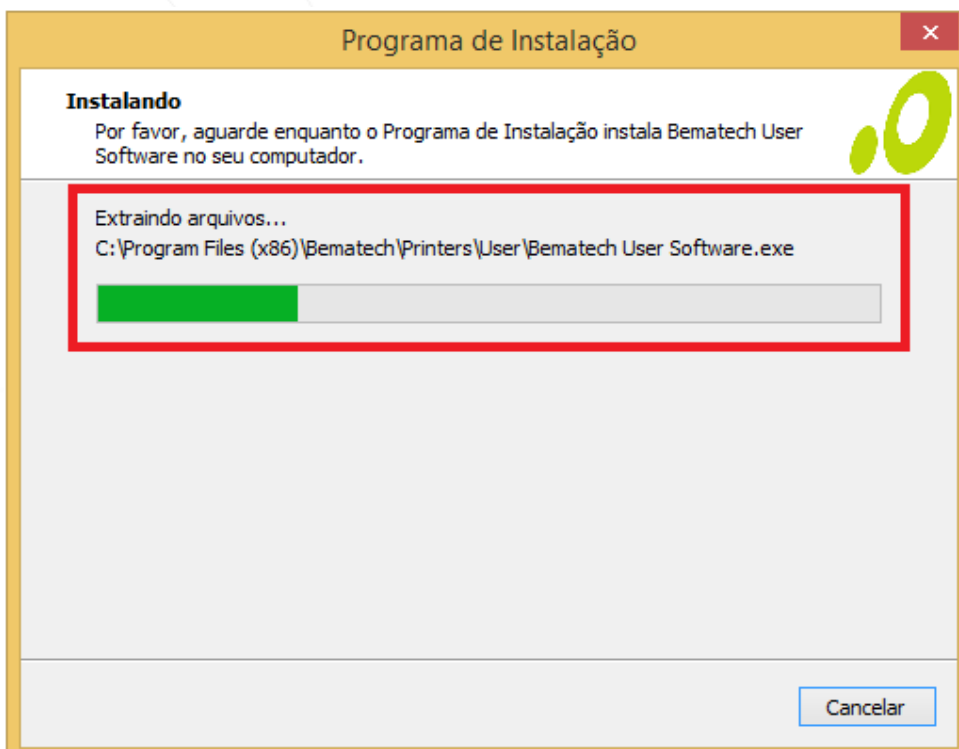 Programa de Instalação
Instalando
Por favor, aguarde enquanto o Programa de Instalação instala Bematech User
Software no seu computador.
Extraindo arquivos...
C:\Program Files (x86)\Bematech\Printers\User\Bematech User Software.exe
Cancelar